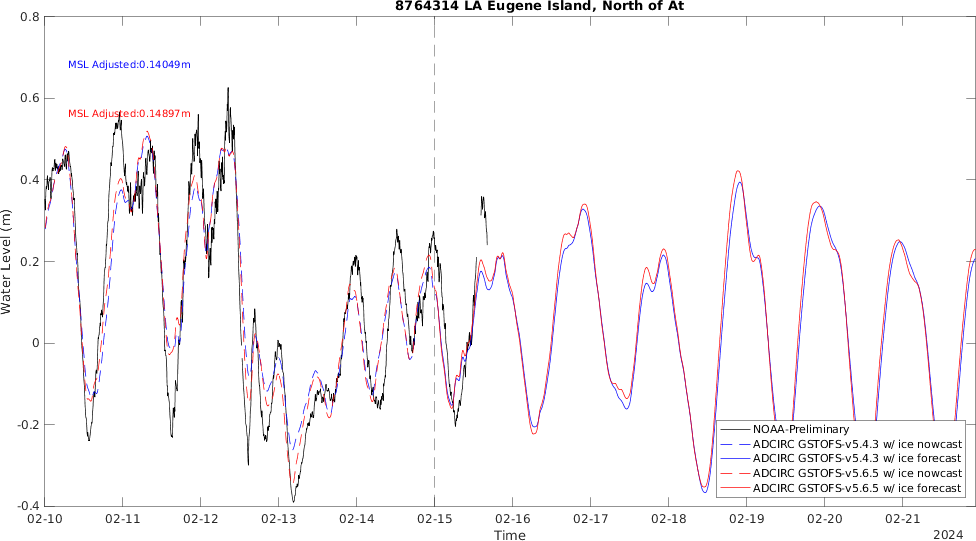 8764314 LA Eugene Island, North of At
MSL Adjusted:0.14049m
MSL Adjusted:0.14897m
Water Level (m)
0.8
0.6
0.4
0.2
0
-0.2
-0.4
NOAA-Preliminary
ADCIRC GSTOFS-v5.4.3 w/ ice nowcast
ADCIRC GSTOFS-v5.4.3 w/ ice forecast
ADCIRC GSTOFS-v5.6.5 w/ ice nowcast
ADCIRC GSTOFS-v5.6.5 w/ ice forecast
02-10 02-11 02-12 02-13 02-14 02-15 02-16 02-17 02-18 02-19 02-20 02-21
Time
2024